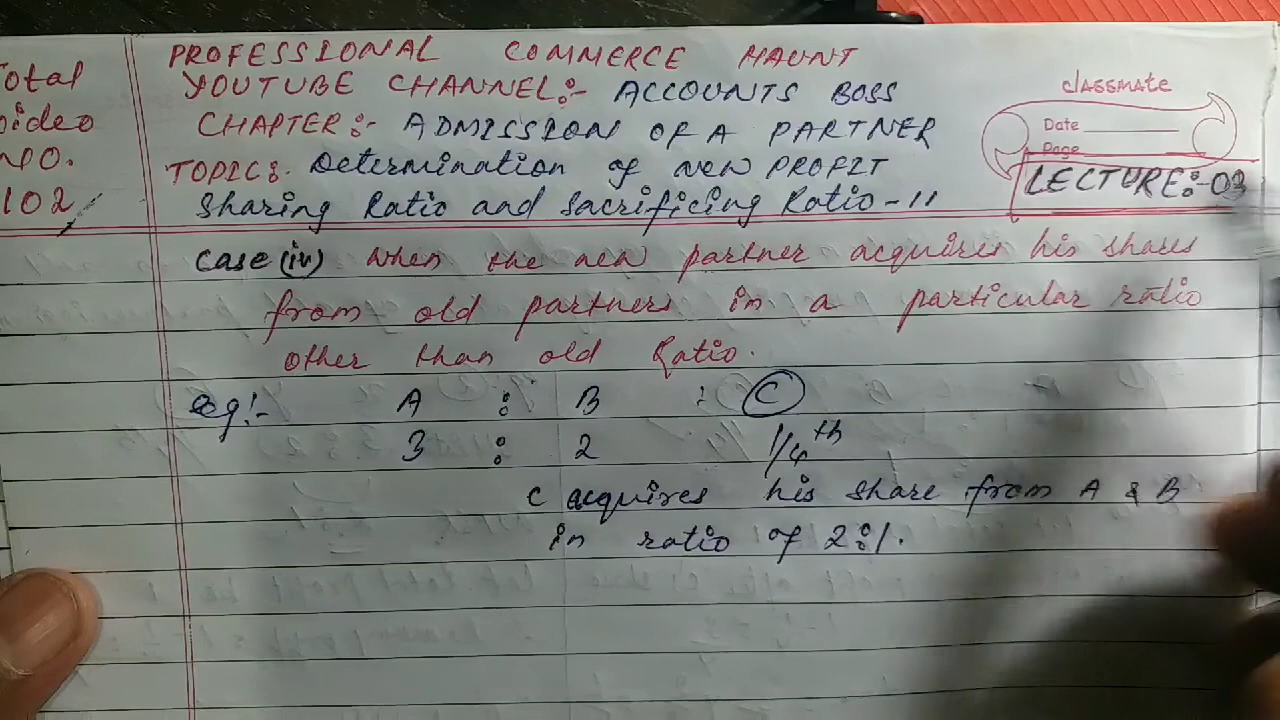 Total
video
NO.
102
PROFESSIONAL COMMERCE HAUNT
YOUTUBE CHANNEL:- ACCOUNTS BOSS
CHAPTER:- ADMISSION OF A PARTNER
TOPIC:- Determination of new PROFIT
Sharing Ratio and Sacrificing Ratio-11
classmate
Date
Page
LECTURE:-03
case (iv) when the new partner acquires his shares
from old partners in a particular ratio
other than old Ratio.
eg:- A : B : C
3 : 2 1/4th
C acquires his share from A & B
in ratio of 2:1.